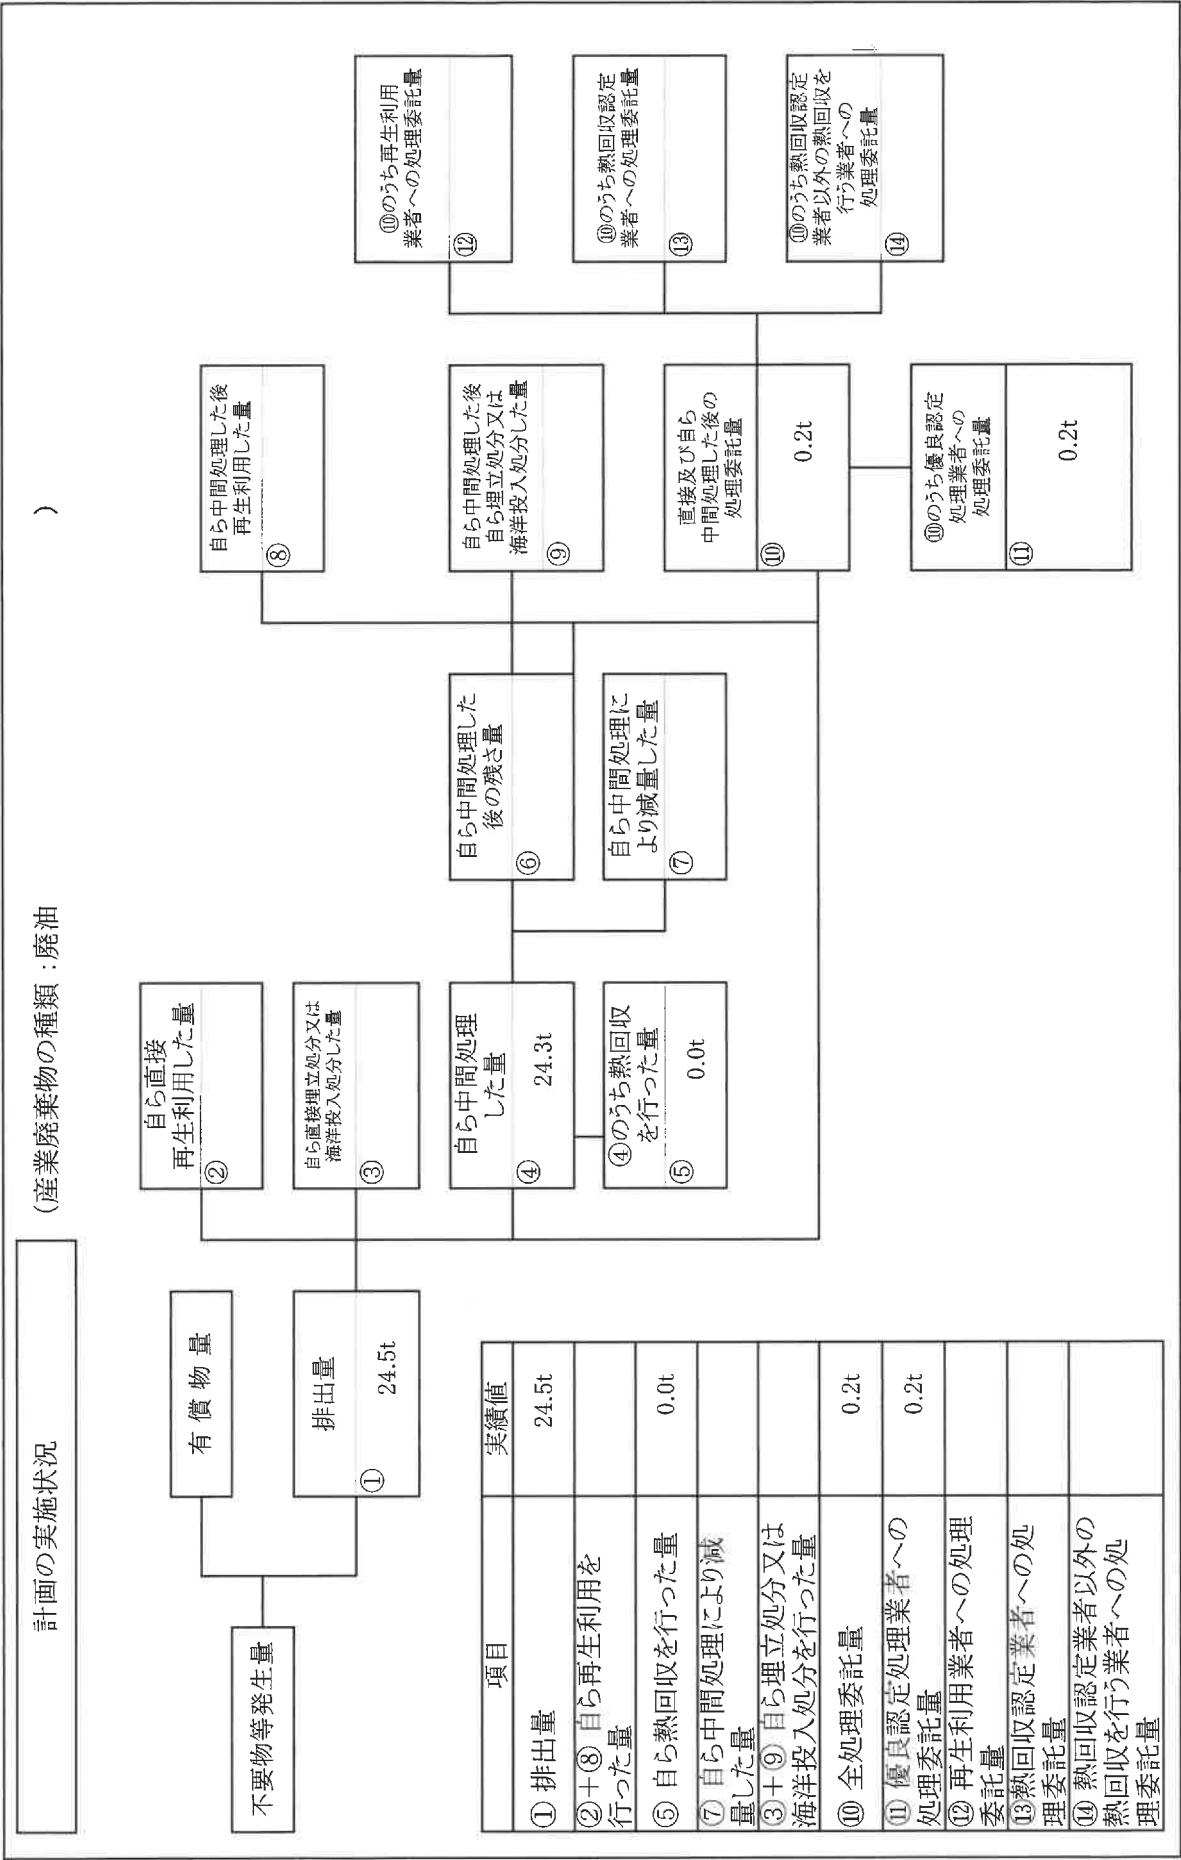 計画の実施状況
(産業廃棄物の種類：廃油
)
不要物等発生量
有 償 物 量
排出量
① 24.5t
自ら直接
再生利用した量
②
自ら直接埋立処分又は
海洋投入処分した量
③
自ら中間処理
した量
④ 24.3t
④のうち熱回収
を行った量
⑤ 0.0t
自ら中間処理した
後の残さ量
⑥
自ら中間処理に
より減量した量
⑦
自ら中間処理した後
再生利用した量
⑧
自ら中間処理した後
自ら埋立処分又は
海洋投入処分した量
⑨
直接及び自ら
中間処理した後の
処理委託量
⑩ 0.2t
⑩のうち優良認定
処理業者への
処理委託量
⑪ 0.2t
⑩のうち再生利用
業者への処理委託量
⑫
⑩のうち熱回収認定
業者への処理委託量
⑬
⑩のうち熱回収認定
業者以外の熱回収を
行う業者への
処理委託量
⑭
項目 実績値
① 排出量 24.5t
②＋⑧ 自ら再生利用を
行った量
⑤ 自ら熱回収を行った量 0.0t
⑦ 自ら中間処理により減
量した量
③＋⑨ 自ら埋立処分又は
海洋投入処分を行った量
⑩ 全処理委託量 0.2t
⑪ 優良認定処理業者への
処理委託量 0.2t
⑫ 再生利用業者への処理
委託量
⑬熱回収認定業者への処
理委託量
⑭ 熱回収認定業者以外の
熱回収を行う業者への処
理委託量